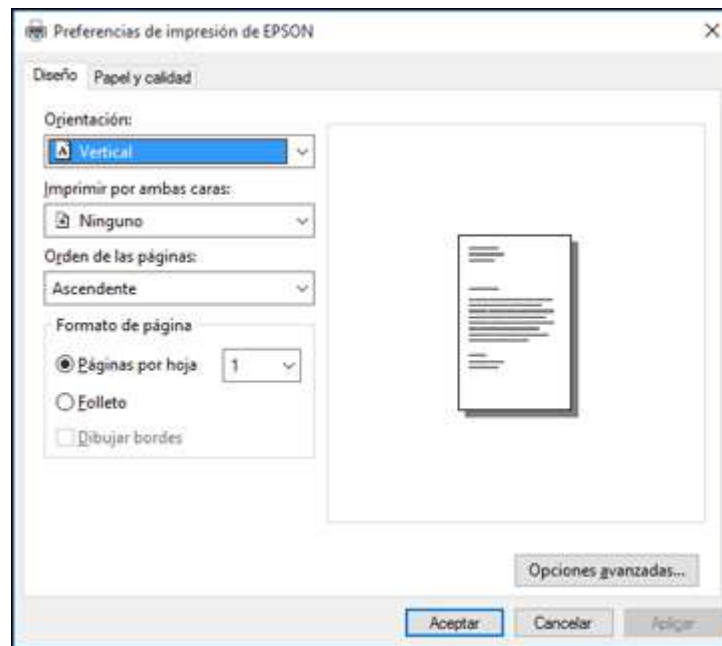 Preferencias de impresión de EPSON
Diseño
Papel y calidad
Orientación:
Vertical
Imprimir por ambas caras:
Ninguno
Orden de las páginas:
Ascendente
Formato de página
Páginas por hoja 1
Folleto
Dibujar bordes
Opciones avanzadas...
Aceptar
Cancelar
Aplicar